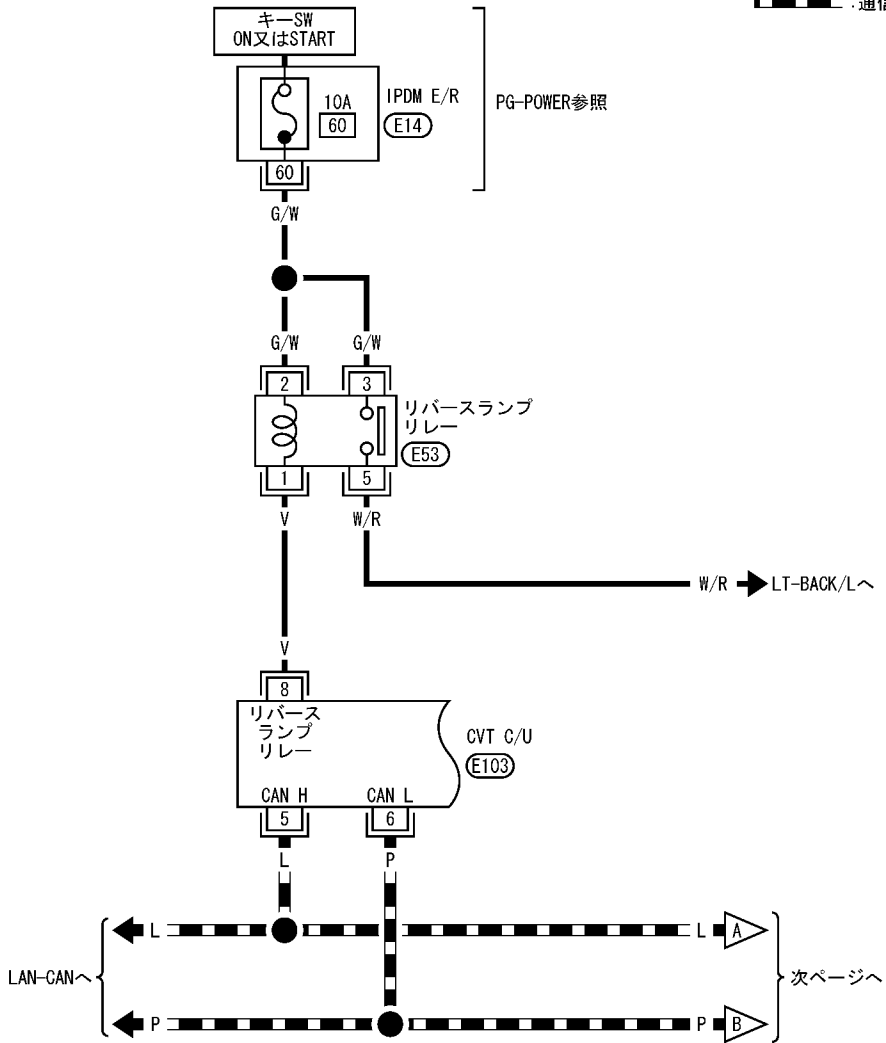 :通信
キーSW
ON又はSTART
10A
60
IPDM E/R
E14
PG-POWER参照
60
G/W
G/W
G/W
2
3
リバースランプ
リレー
E53
1
5
V
W/R
W/R
LT-BACK/Lへ
V
8
リバース
ランプ
リレー
CVT C/U
E103
CAN H
CAN L
5
6
L
P
L
L
A
LAN-CANへ
次ページへ
P
P
B